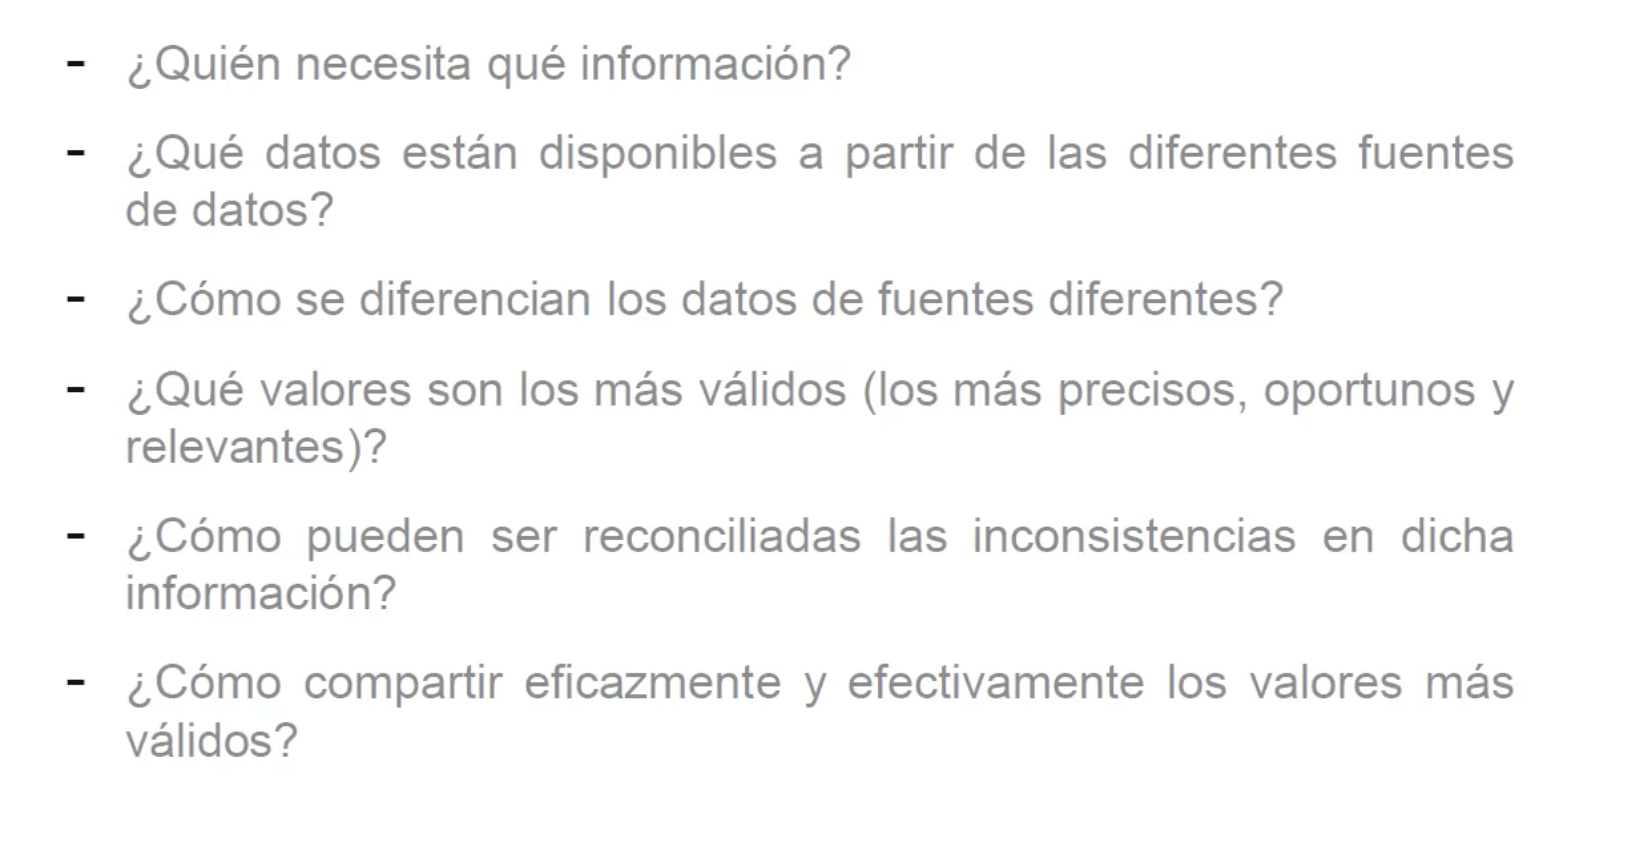 - ¿Quién necesita qué información?
- ¿Qué datos están disponibles a partir de las diferentes fuentes
de datos?
- ¿Cómo se diferencian los datos de fuentes diferentes?
- ¿Qué valores son los más válidos (los más precisos, oportunos y
relevantes)?
- ¿Cómo pueden ser reconciliadas las inconsistencias en dicha
información?
- ¿Cómo compartir eficazmente y efectivamente los valores más
válidos?